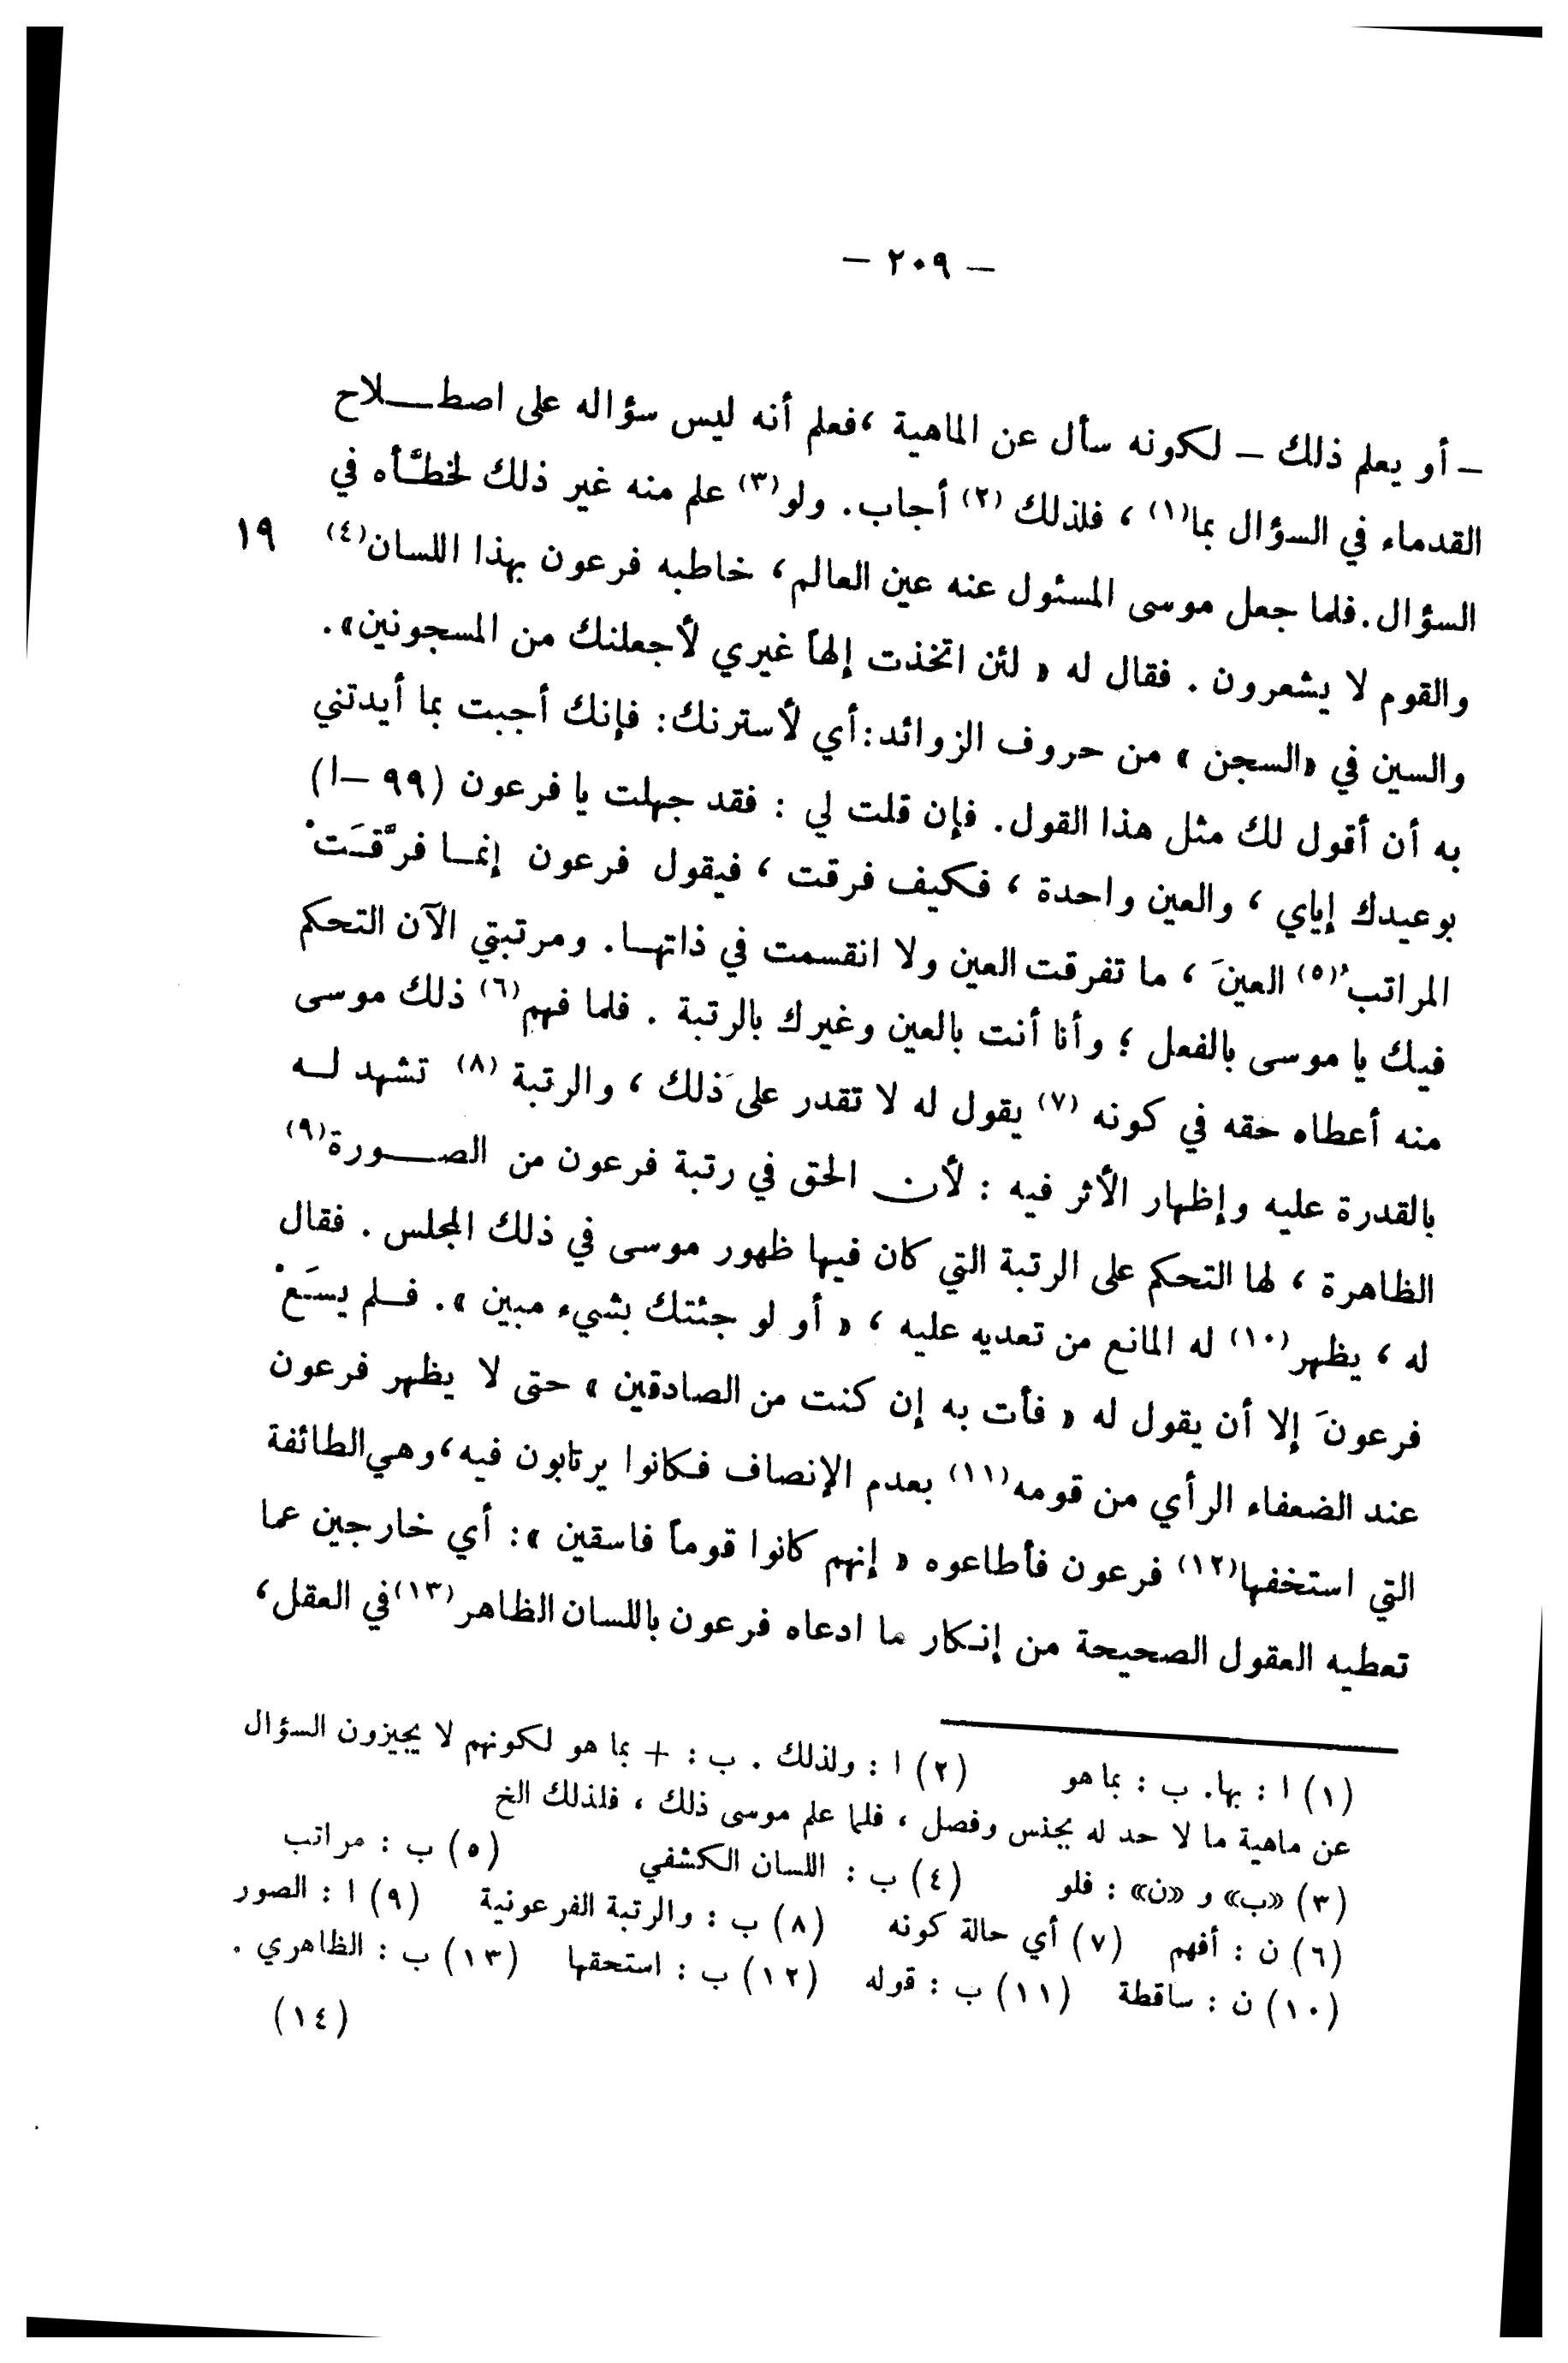 — ٢٠٩ —
– أو يعلم ذلك – لكونه سأل عن الماهية ، فعلم أنه ليس سؤاله على اصطلاح
القدماء في السؤال بما(١) ، فلذلك (٢) أجاب. ولو(٣) علم منه غير ذلك لخطَّأه في
السؤال. فلما جعل موسى المسئول عنه عين العالم ، خاطبه فرعون بهذا اللسان(٤) ١٩
والقوم لا يشعرون . فقال له « لئن اتخذت إلهاً غيري لأجعلنك من المسجونين».
والسين في «السجن » من حروف الزوائد: أي لأسترنك: فإنك أجبت بما أيدتني
به أن أقول لك مثل هذا القول. فإن قلت لي : فقد جهلت يا فرعون (٩٩ –ا)
بوعيدك إياي ، والعين واحدة ، فكيف فرقت ، فيقول فرعون إنما فرَّقَتْ
المراتبُ(٥) العينَ ، ما تفرقت العين ولا انقسمت في ذاتها. ومرتبتي الآن التحكم
فيك يا موسى بالفعل ؛ وأنا أنت بالعين وغيرك بالرتبة . فلما فهم(٦) ذلك موسى
منه أعطاه حقه في كونه (٧) يقول له لا تقدر على ذلك ، والرتبة (٨) تشهد له
بالقدرة عليه وإظهار الأثر فيه : لأن الحق في رتبة فرعون من الصورة(٩)
الظاهرة ، لها التحكم على الرتبة التي كان فيها ظهور موسى في ذلك المجلس . فقال
له ، يظهر(١٠) له المانع من تعديه عليه ، « أو لو جئتك بشيء مبين ». فلم يسَعْ
فرعونَ إلا أن يقول له « فأت به إن كنت من الصادقين » حتى لا يظهر فرعون
عند الضعفاء الرأي من قومه(١١) بعدم الإنصاف فكانوا يرتابون فيه، وهي الطائفة
التي استخفها(١٢) فرعون فأطاعوه « إنهم كانوا قوماً فاسقين »: أي خارجين عما
تعطيه العقول الصحيحة من إنكار ما ادعاه فرعون باللسان الظاهر(١٣) في العقل،
(١) ا : بها. ب : بما هو (٢) ا : ولذلك . ب : + بما هو لكونهم لا يجيزون السؤال
عن ماهية ما لا حد له بجنس وفصل ، فلما علم موسى ذلك ، فلذلك الخ
(٣) «ب» و «ن» : فلو (٤) ب : اللسان الكشفي (٥) ب : مراتب
(٦) ن : أفهم (٧) أي حالة كونه (٨) ب : والرتبة الفرعونية (٩) ا : الصور
(١٠) ن : ساقطة (١١) ب : قوله (١٢) ب : استحقها (١٣) ب : الظاهري .
(١٤)